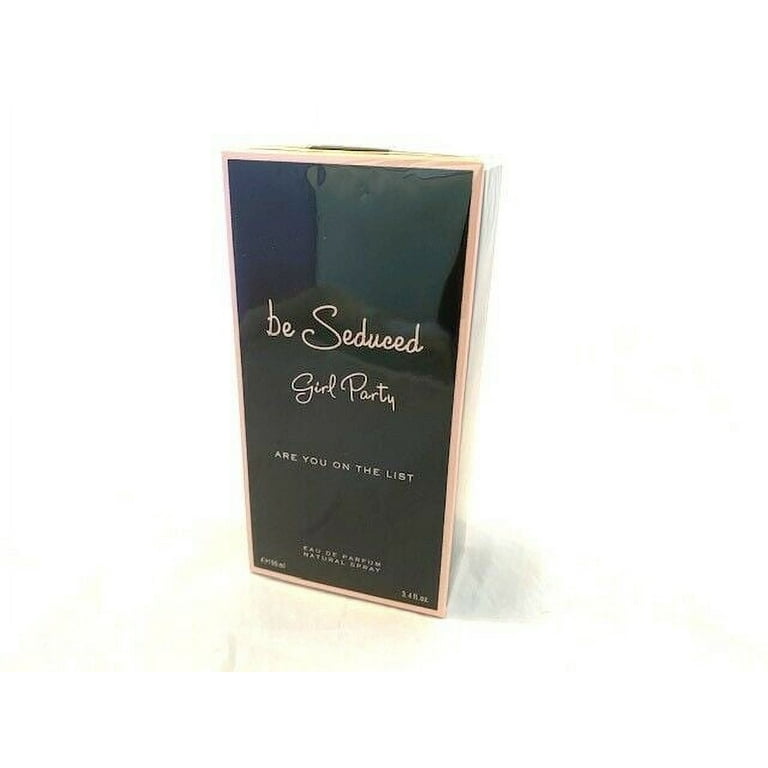 be Seduced
Girl Party
ARE YOU ON THE LIST
EAU DE PARFUM
NATURAL SPRAY
3.4 fl.oz